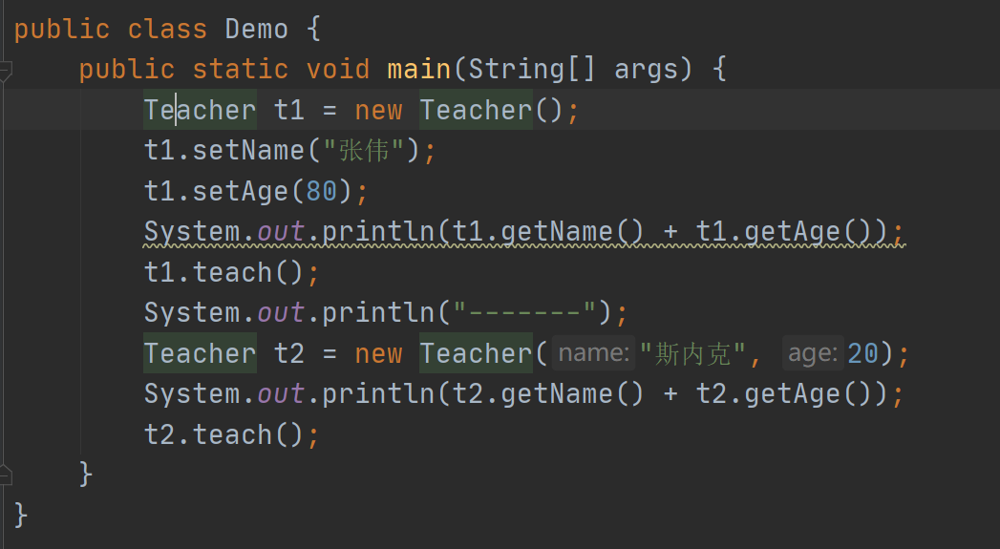 public class Demo {
public static void main(String[] args) {
Teacher t1 = new Teacher();
t1.setName("张伟");
t1.setAge(80);
System.out.println(t1.getName() + t1.getAge());
t1.teach();
System.out.println("-------");
Teacher t2 = new Teacher( name: "斯内克", age: 20);
System.out.println(t2.getName() + t2.getAge());
t2.teach();
}
}